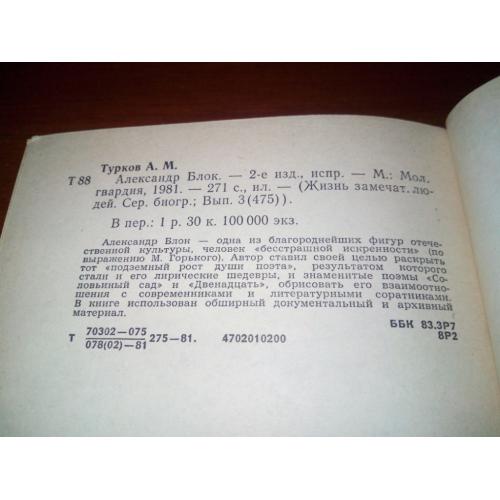 Турков А. М.
Т 88 Александр Блок. — 2-е изд., испр. — М.: Мол.
гвардия, 1981. — 271 с., ил. — (Жизнь замечат. лю-
дей. Сер. биогр.; Вып. 3(475)).
В пер.: 1 р. 30 к. 100 000 экз.
Александр Блок — одна из благороднейших фигур отече-
ственной культуры, человек «бесстрашной искренности» (по
выражению М. Горького). Автор ставил своей целью раскрыть
тот «подземный рост души поэта», результатом которого
стали и его лирические шедевры, и знаменитые поэмы «Со-
ловьиный сад» и «Двенадцать», обрисовать его взаимоотно-
шения с современниками и литературными соратниками.
В книге использован обширный документальный и архивный
материал.
Т 70302—075
078(02)—81 275—81. 4702010200
ББК 83.3Р7
8Р2